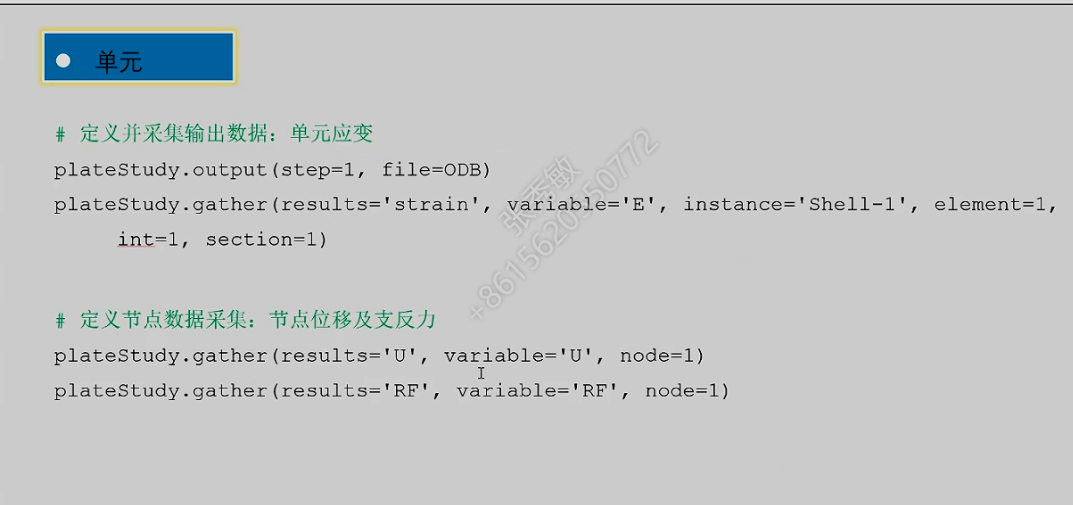 单元
# 定义并采集输出数据：单元应变
plateStudy.output(step=1, file=ODB)
plateStudy.gather(results='strain', variable='E', instance='Shell-1', element=1,
int=1, section=1)
# 定义节点数据采集：节点位移及支反力
plateStudy.gather(results='U', variable='U', node=1)
plateStudy.gather(results='RF', variable='RF', node=1)
张秀敏
+8615620550772